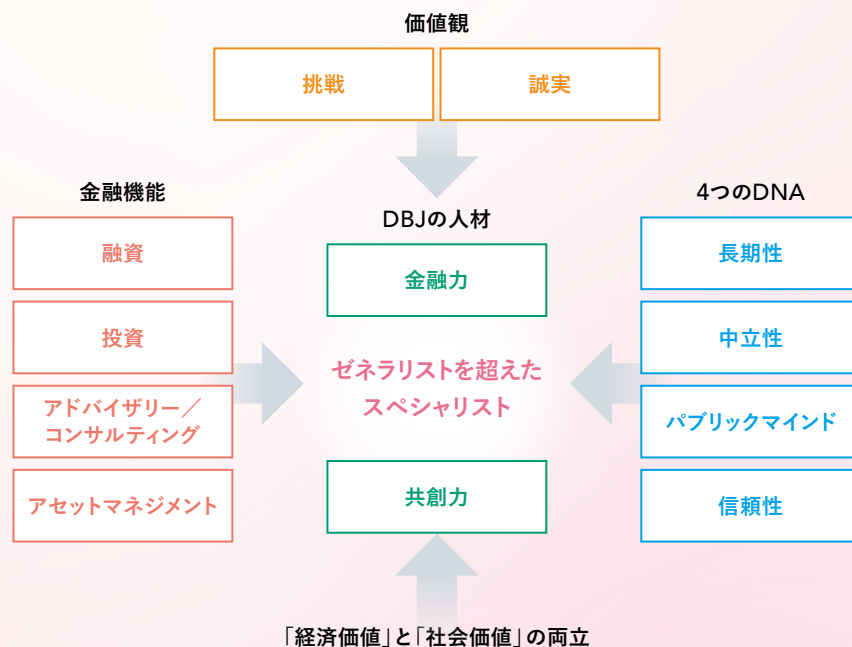 価値観
挑戦
誠実
金融機能
融資
投資
アドバイザリー／
コンサルティング
アセットマネジメント
DBJの人材
金融力
ゼネラリストを超えた
スペシャリスト
共創力
4つのDNA
長期性
中立性
パブリックマインド
信頼性
「経済価値」と「社会価値」の両立